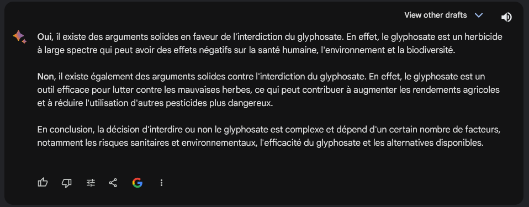 View other drafts
Oui, il existe des arguments solides en faveur de l'interdiction du glyphosate. En effet, le glyphosate est un herbicide
à large spectre qui peut avoir des effets négatifs sur la santé humaine, l'environnement et la biodiversité.
Non, il existe également des arguments solides contre l'interdiction du glyphosate. En effet, le glyphosate est un
outil efficace pour lutter contre les mauvaises herbes, ce qui peut contribuer à augmenter les rendements agricoles
et à réduire l'utilisation d'autres pesticides plus dangereux.
En conclusion, la décision d'interdire ou non le glyphosate est complexe et dépend d'un certain nombre de facteurs,
notamment les risques sanitaires et environnementaux, l'efficacité du glyphosate et les alternatives disponibles.